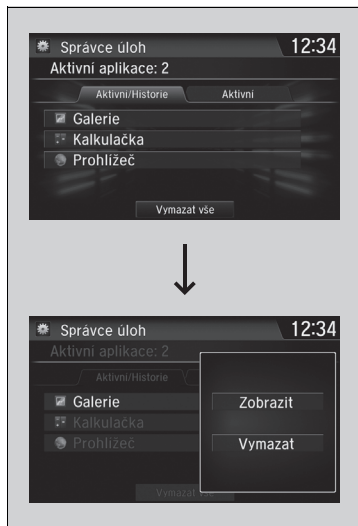 Správce úloh 12:34
Aktivní aplikace: 2
Aktivní/Historie Aktivní
Galerie
Kalkulačka
Prohlížeč
Vymazat vše
Správce úloh 12:34
Aktivní aplikace: 2
Aktivní/Historie
Galerie Zobrazit
Kalkulačka
Prohlížeč Vymazat
Vymazat vše